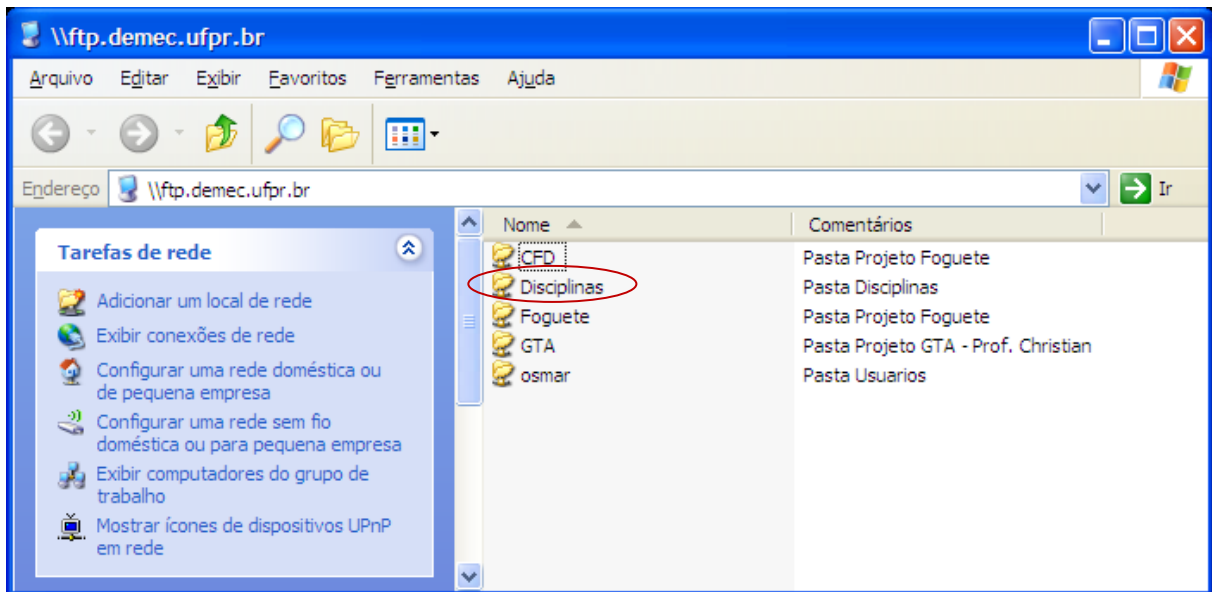 \\ftp.demec.ufpr.br
Arquivo Editar Exibir Favoritos Ferramentas Ajuda
Endereço \\ftp.demec.ufpr.br Ir
Tarefas de rede
Adicionar um local de rede
Exibir conexões de rede
Configurar uma rede doméstica ou
de pequena empresa
Configurar uma rede sem fio
doméstica ou para pequena empresa
Exibir computadores do grupo de
trabalho
Mostrar ícones de dispositivos UPnP
em rede
Nome Comentários
CFD Pasta Projeto Foguete
Disciplinas Pasta Disciplinas
Foguete Pasta Projeto Foguete
GTA Pasta Projeto GTA - Prof. Christian
osmar Pasta Usuarios